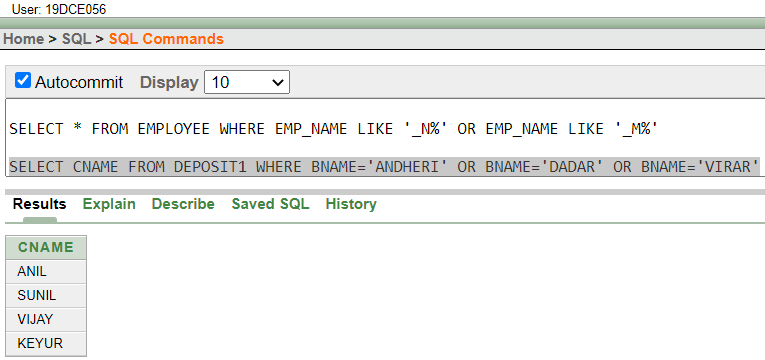 User: 19DCE056
Home > SQL > SQL Commands
Autocommit Display 10
SELECT * FROM EMPLOYEE WHERE EMP_NAME LIKE '_N%' OR EMP_NAME LIKE '_M%'
SELECT CNAME FROM DEPOSIT1 WHERE BNAME='ANDHERI' OR BNAME='DADAR' OR BNAME='VIRAR'
Results Explain Describe Saved SQL History
CNAME
ANIL
SUNIL
VIJAY
KEYUR